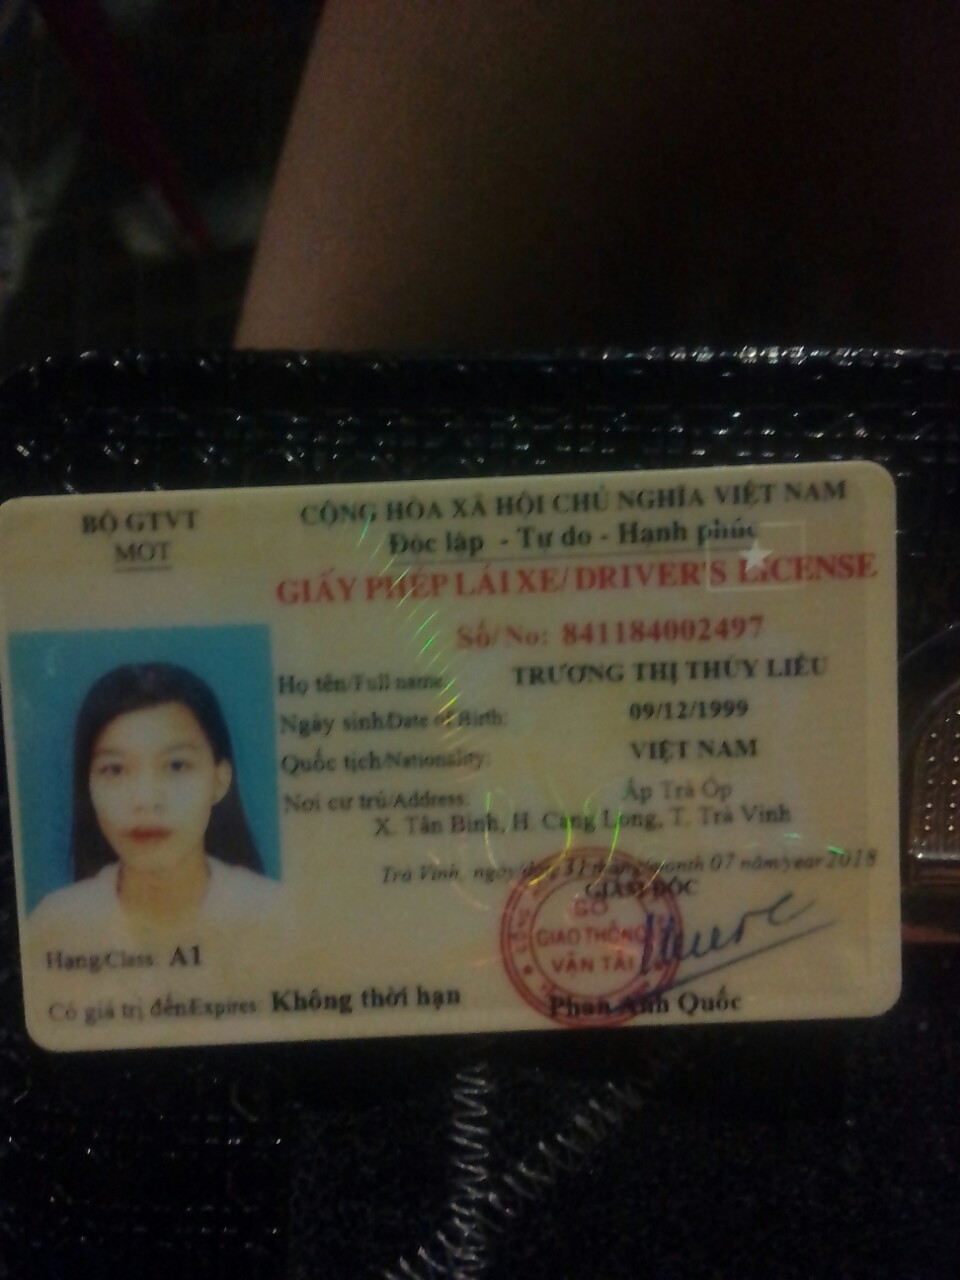 BỘ GTVT
MOT
CỘNG HÒA XÃ HỘI CHỦ NGHĨA VIỆT NAM
Độc lập - Tự do - Hạnh phúc
GIẤY PHÉP LÁI XE/DRIVER'S LICENSE
Số/No: 841184002497
Họ tên/Full name: TRƯƠNG THỊ THÚY LIỄU
Ngày sinh/Date of Birth: 09/12/1999
Quốc tịch/Nationality: VIỆT NAM
Nơi cư trú/Address: Ấp Trà Ốp
X. Tân Bình, H. Càng Long, T. Trà Vinh
Trà Vinh, ngày/day 31 tháng/month 07 năm/year 2018
GIÁM ĐỐC
SỞ
GIAO THÔNG
VẬN TẢI
Hạng/Class: A1
Có giá trị đến/Expires: Không thời hạn
Phan Anh Quốc